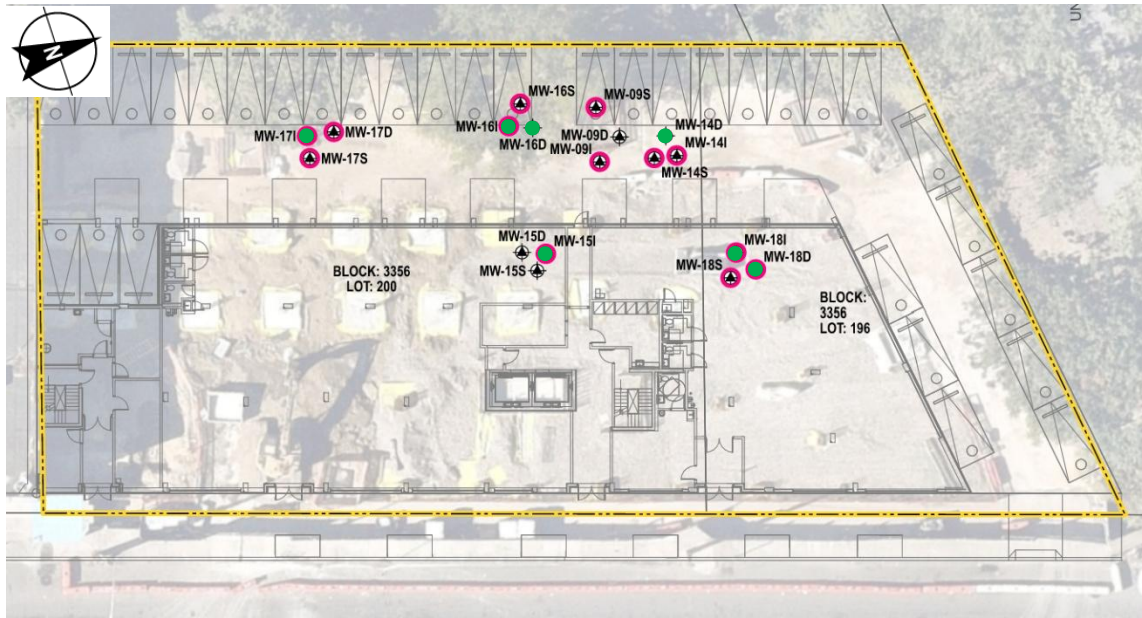 N
UN
MW-16S
MW-09S
MW-16I
MW-16D
MW-17I
MW-17D
MW-17S
MW-09D
MW-09I
MW-14D
MW-14I
MW-14S
MW-15D
MW-15I
MW-15S
MW-18I
MW-18D
MW-18S
BLOCK: 3356
LOT: 200
BLOCK:
3356
LOT: 196